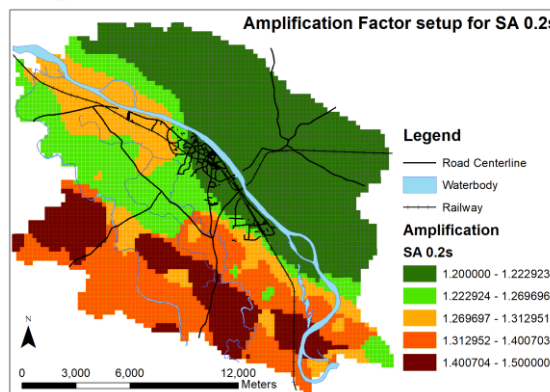 Amplification Factor setup for SA 0.2s
Legend
Road Centerline
Waterbody
Railway
Amplification
SA 0.2s
1.200000 - 1.222923
1.222924 - 1.269696
1.269697 - 1.312951
1.312952 - 1.400703
1.400704 - 1.500000
N
0 3,000 6,000 12,000
Meters